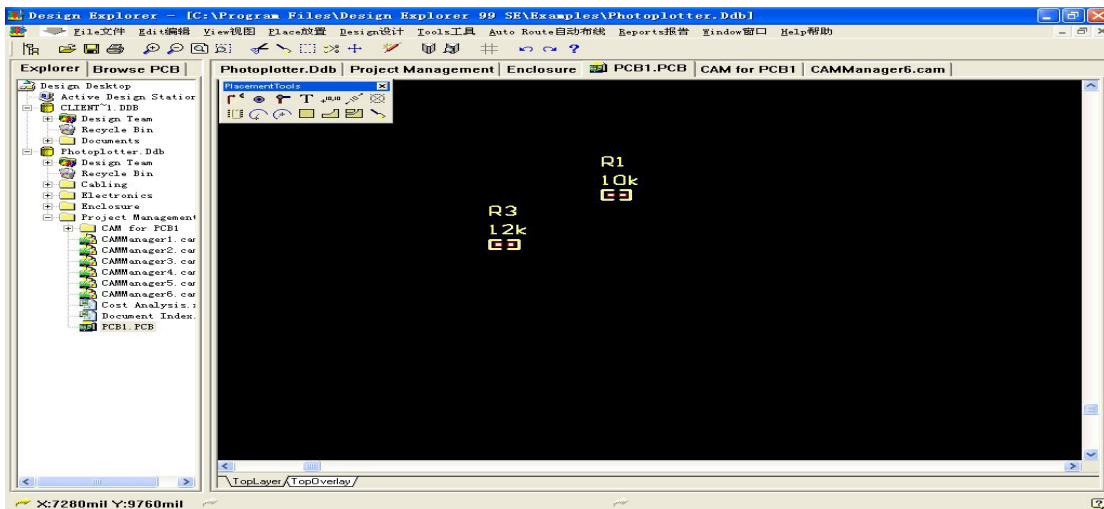 Design Explorer - [C:\Program Files\Design Explorer 99 SE\Examples\Photoplotter.Ddb]
File文件 Edit编辑 View视图 Place放置 Design设计 Tools工具 Auto Route自动布线 Reports报告 Window窗口 Help帮助
Explorer Browse PCB Photoplotter.Ddb Project Management Enclosure PCB1.PCB CAM for PCB1 CAMManager6.cam
PlacementTools
Design Desktop
Active Design Station
CLIENT~1.DDB
Design Team
Recycle Bin
Documents
Photoplotter.Ddb
Design Team
Recycle Bin
Cabling
Electronics
Enclosure
Project Management
CAM for PCB1
CAMManager1.car
CAMManager2.car
CAMManager3.car
CAMManager4.car
CAMManager5.car
CAMManager6.car
Cost Analysis.
Document Index.
PCB1.PCB
R1
10k
R3
12k
TopLayer TopOverlay
X:7280mil Y:9760mil